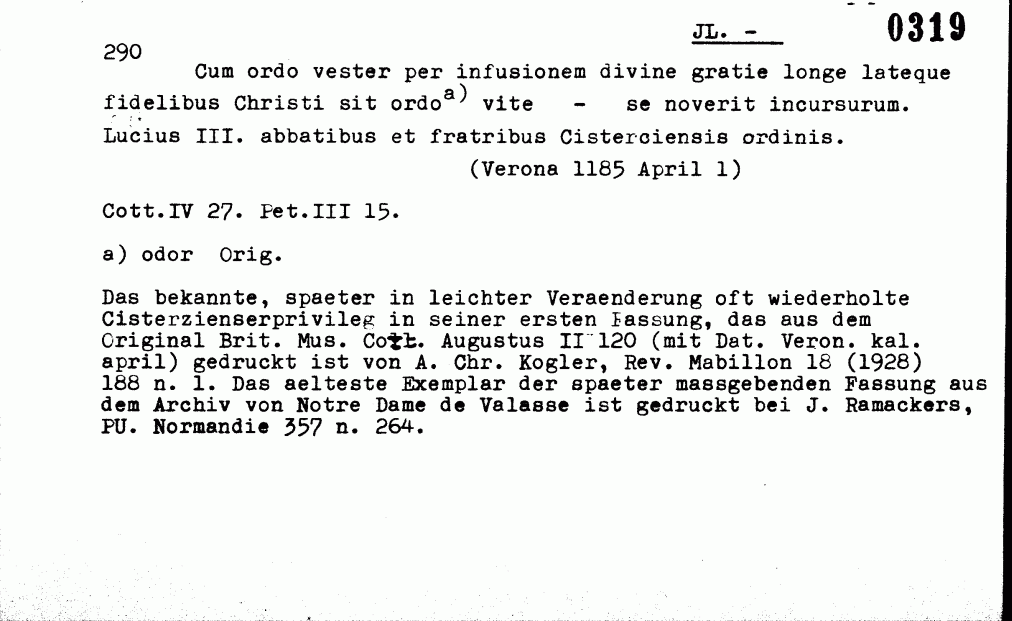 JL. - 0319
290
Cum ordo vester per infusionem divine gratie longe lateque
fidelibus Christi sit ordoa) vite - se noverit incursurum.
Lucius III. abbatibus et fratribus Cisterciensis ordinis.
(Verona 1185 April 1)
Cott.IV 27. Pet.III 15.
a) odor Orig.
Das bekannte, spaeter in leichter Veraenderung oft wiederholte
Cisterzienserprivileg in seiner ersten Fassung, das aus dem
Original Brit. Mus. Cott. Augustus II 120 (mit Dat. Veron. kal.
april) gedruckt ist von A. Chr. Kogler, Rev. Mabillon 18 (1928)
188 n. 1. Das aelteste Exemplar der spaeter massgebenden Fassung aus
dem Archiv von Notre Dame de Valasse ist gedruckt bei J. Ramackers,
PU. Normandie 357 n. 264.